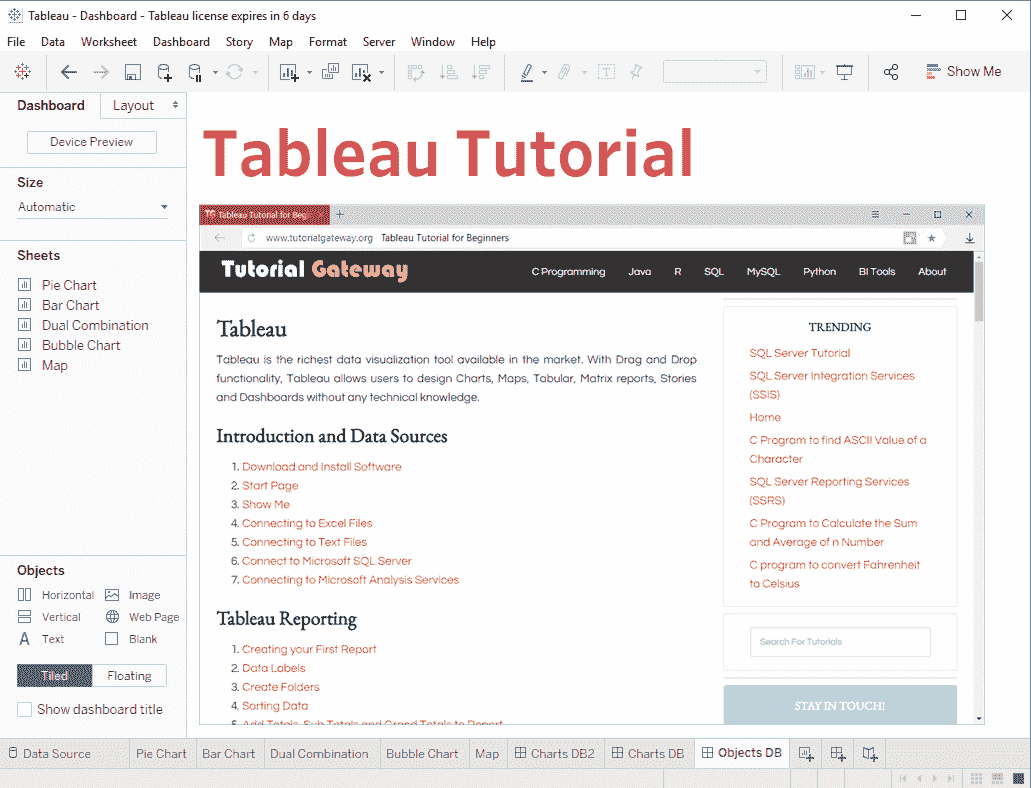 Tableau - Dashboard - Tableau license expires in 6 days
File Data Worksheet Dashboard Story Map Format Server Window Help
Show Me
Dashboard Layout
Device Preview
Size
Automatic
Sheets
Pie Chart
Bar Chart
Dual Combination
Bubble Chart
Map
Objects
Horizontal Image
Vertical Web Page
A Text Blank
Tiled Floating
Show dashboard title
Tableau Tutorial
TG Tableau Tutorial for Beg
www.tutorialgateway.org Tableau Tutorial for Beginners
Tutorial Gateway C Programming Java R SQL MySQL Python BI Tools About
Tableau
Tableau is the richest data visualization tool available in the market. With Drag and Drop
functionality, Tableau allows users to design Charts, Maps, Tabular, Matrix reports, Stories
and Dashboards without any technical knowledge.
Introduction and Data Sources
1. Download and Install Software
2. Start Page
3. Show Me
4. Connecting to Excel Files
5. Connecting to Text Files
6. Connect to Microsoft SQL Server
7. Connecting to Microsoft Analysis Services
Tableau Reporting
1. Creating your First Report
2. Data Labels
3. Create Folders
4. Sorting Data
5. Add Totals, Sub Totals and Grand Totals to Report
TRENDING
SQL Server Tutorial
SQL Server Integration Services
(SSIS)
Home
C Program to find ASCII Value of a
Character
SQL Server Reporting Services
(SSRS)
C Program to Calculate the Sum
and Average of n Number
C program to convert Fahrenheit
to Celsius
Search For Tutorials
STAY IN TOUCH!
Data Source Pie Chart Bar Chart Dual Combination Bubble Chart Map Charts DB2 Charts DB Objects DB